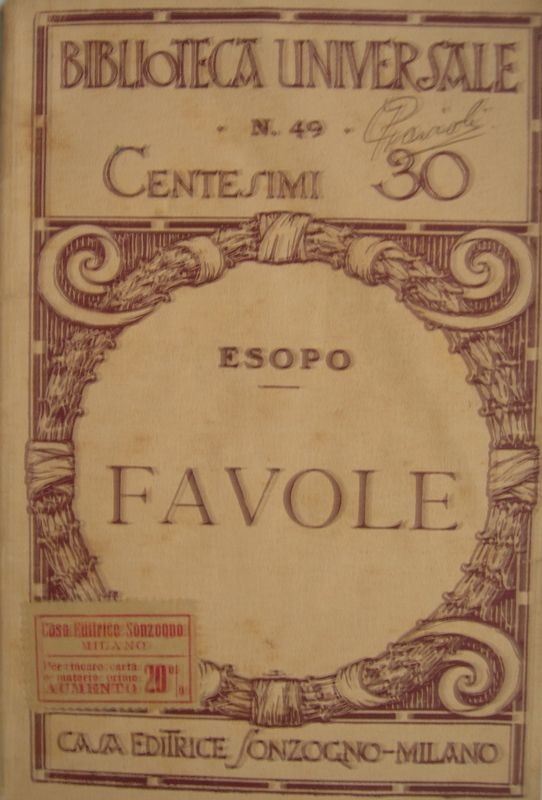 BIBLIOTECA UNIVERSALE
· N. 49 ·
CENTESIMI 30
ESOPO
FAVOLE
Casa Editrice Sonzogno
MILANO
Per rincaro carta
e materie prime
AUMENTO 20 %
CASA EDITRICE SONZOGNO-MILANO